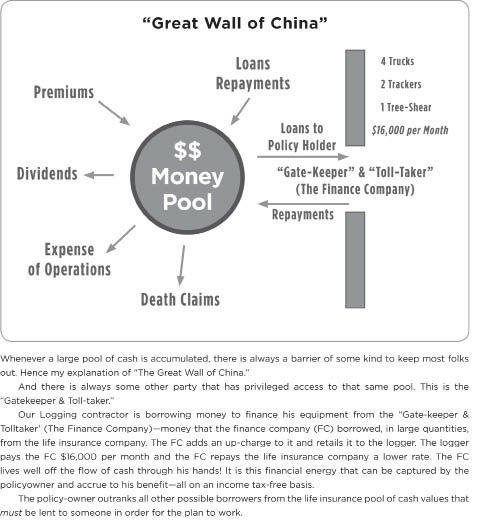 "Great Wall of China"
Loans
Repayments
Premiums
4 Trucks
2 Trackers
1 Tree-Shear
$16,000 per Month
Loans to
Policy Holder
$$
Money
Pool
Dividends
"Gate-Keeper" & "Toll-Taker"
(The Finance Company)
Repayments
Expense
of Operations
Death Claims
Whenever a large pool of cash is accumulated, there is always a barrier of some kind to keep most folks
out. Hence my explanation of "The Great Wall of China."
And there is always some other party that has privileged access to that same pool. This is the
"Gatekeeper & Toll-taker."
Our Logging contractor is borrowing money to finance his equipment from the "Gate-keeper &
Tolltaker' (The Finance Company)—money that the finance company (FC) borrowed, in large quantities,
from the life insurance company. The FC adds an up-charge to it and retails it to the logger. The logger
pays the FC $16,000 per month and the FC repays the life insurance company a lower rate. The FC
lives well off the flow of cash through his hands! It is this financial energy that can be captured by the
policyowner and accrue to his benefit—all on an income tax-free basis.
The policy-owner outranks all other possible borrowers from the life insurance pool of cash values that
must be lent to someone in order for the plan to work.